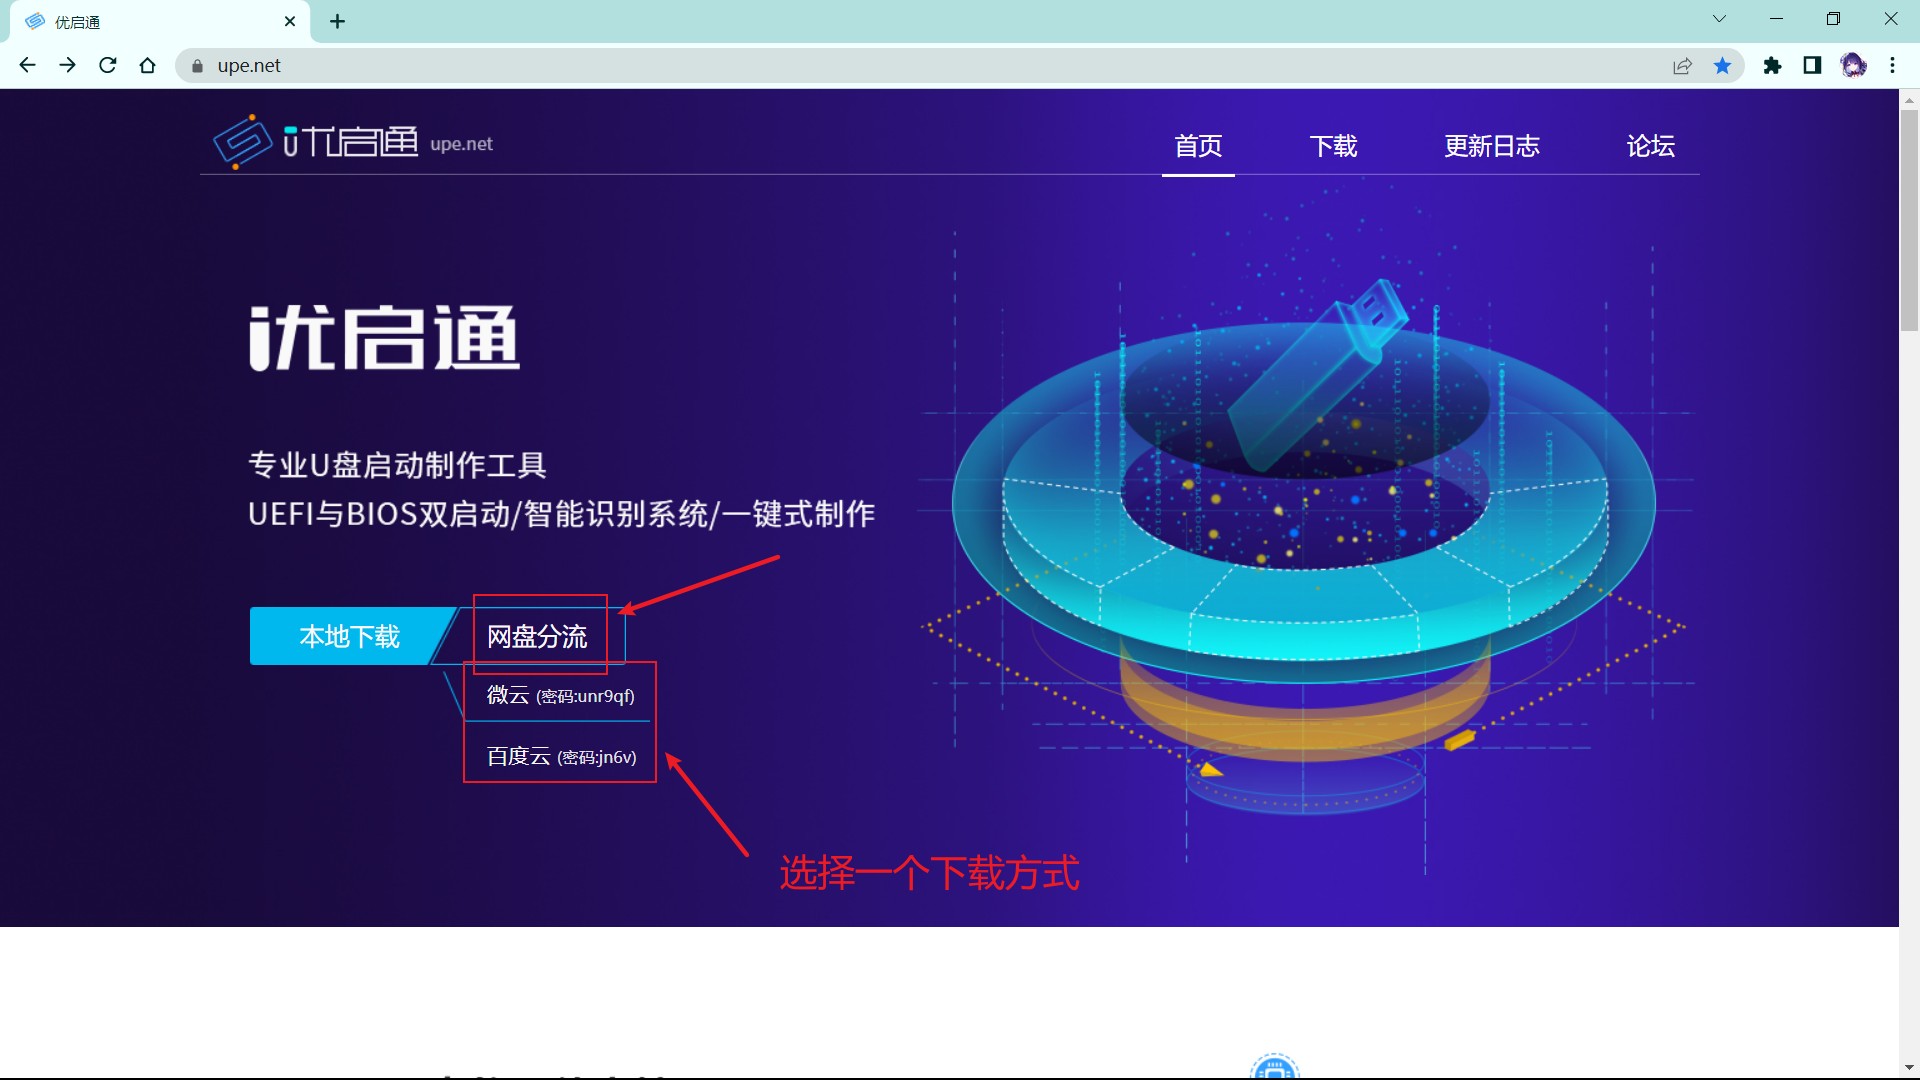 优启通
upe.net
优启通 upe.net
首页 下载 更新日志 论坛
优启通
专业U盘启动制作工具
UEFI与BIOS双启动/智能识别系统/一键式制作
本地下载 网盘分流
微云 (密码:unr9qf)
百度云 (密码:jn6v)
选择一个下载方式